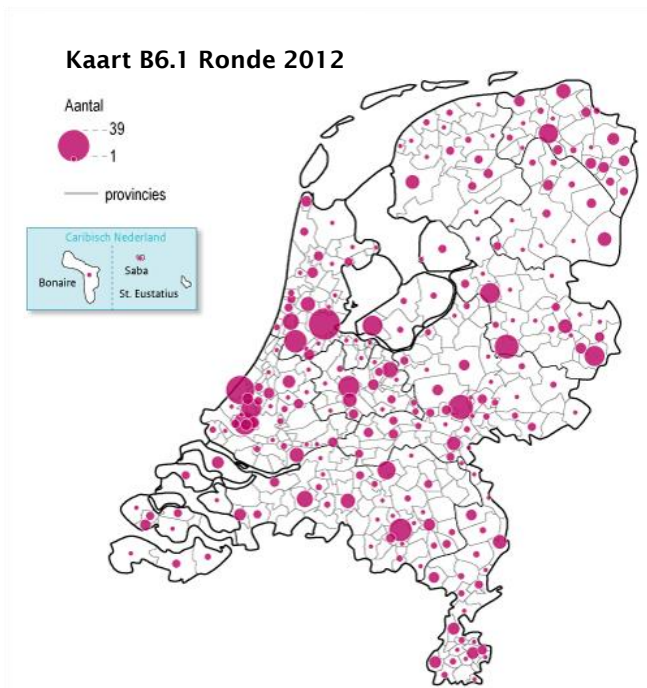 Kaart B6.1 Ronde 2012
Aantal
39
1
provincies
Caribisch Nederland
Bonaire
Saba
St. Eustatius